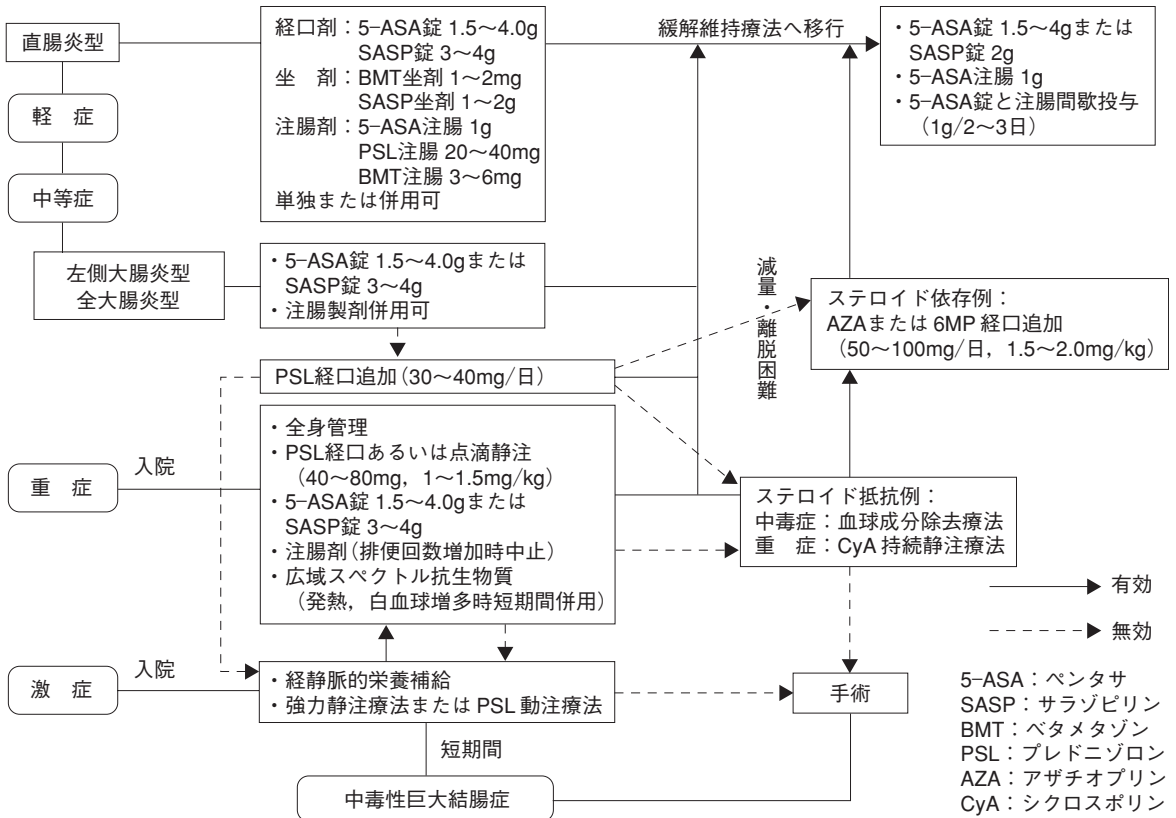 直腸炎型
軽 症
中等症
左側大腸炎型
全大腸炎型
経口剤：5-ASA錠 1.5～4.0g
SASP錠 3～4g
坐 剤：BMT坐剤 1～2mg
SASP坐剤 1～2g
注腸剤：5-ASA注腸 1g
PSL注腸 20～40mg
BMT注腸 3～6mg
単独または併用可
緩解維持療法へ移行
・5-ASA錠 1.5～4gまたは
SASP錠 2g
・5-ASA注腸 1g
・5-ASA錠と注腸間歇投与
（1g/2～3日）
・5-ASA錠 1.5～4.0gまたは
SASP錠 3～4g
・注腸製剤併用可
PSL経口追加（30～40mg/日）
減量・離脱困難
ステロイド依存例：
AZAまたは 6MP 経口追加
（50～100mg/日，1.5～2.0mg/kg）
重 症
入院
・全身管理
・PSL経口あるいは点滴静注
（40～80mg，1～1.5mg/kg）
・5-ASA錠 1.5～4.0gまたは
SASP錠 3～4g
・注腸剤（排便回数増加時中止）
・広域スペクトル抗生物質
（発熱，白血球増多時短期間併用）
ステロイド抵抗例：
中毒症：血球成分除去療法
重 症：CyA 持続静注療法
激 症
入院
・経静脈的栄養補給
・強力静注療法または PSL 動注療法
手術
短期間
中毒性巨大結腸症
有効
無効
5-ASA：ペンタサ
SASP：サラゾピリン
BMT：ベタメタゾン
PSL：プレドニゾロン
AZA：アザチオプリン
CyA：シクロスポリン